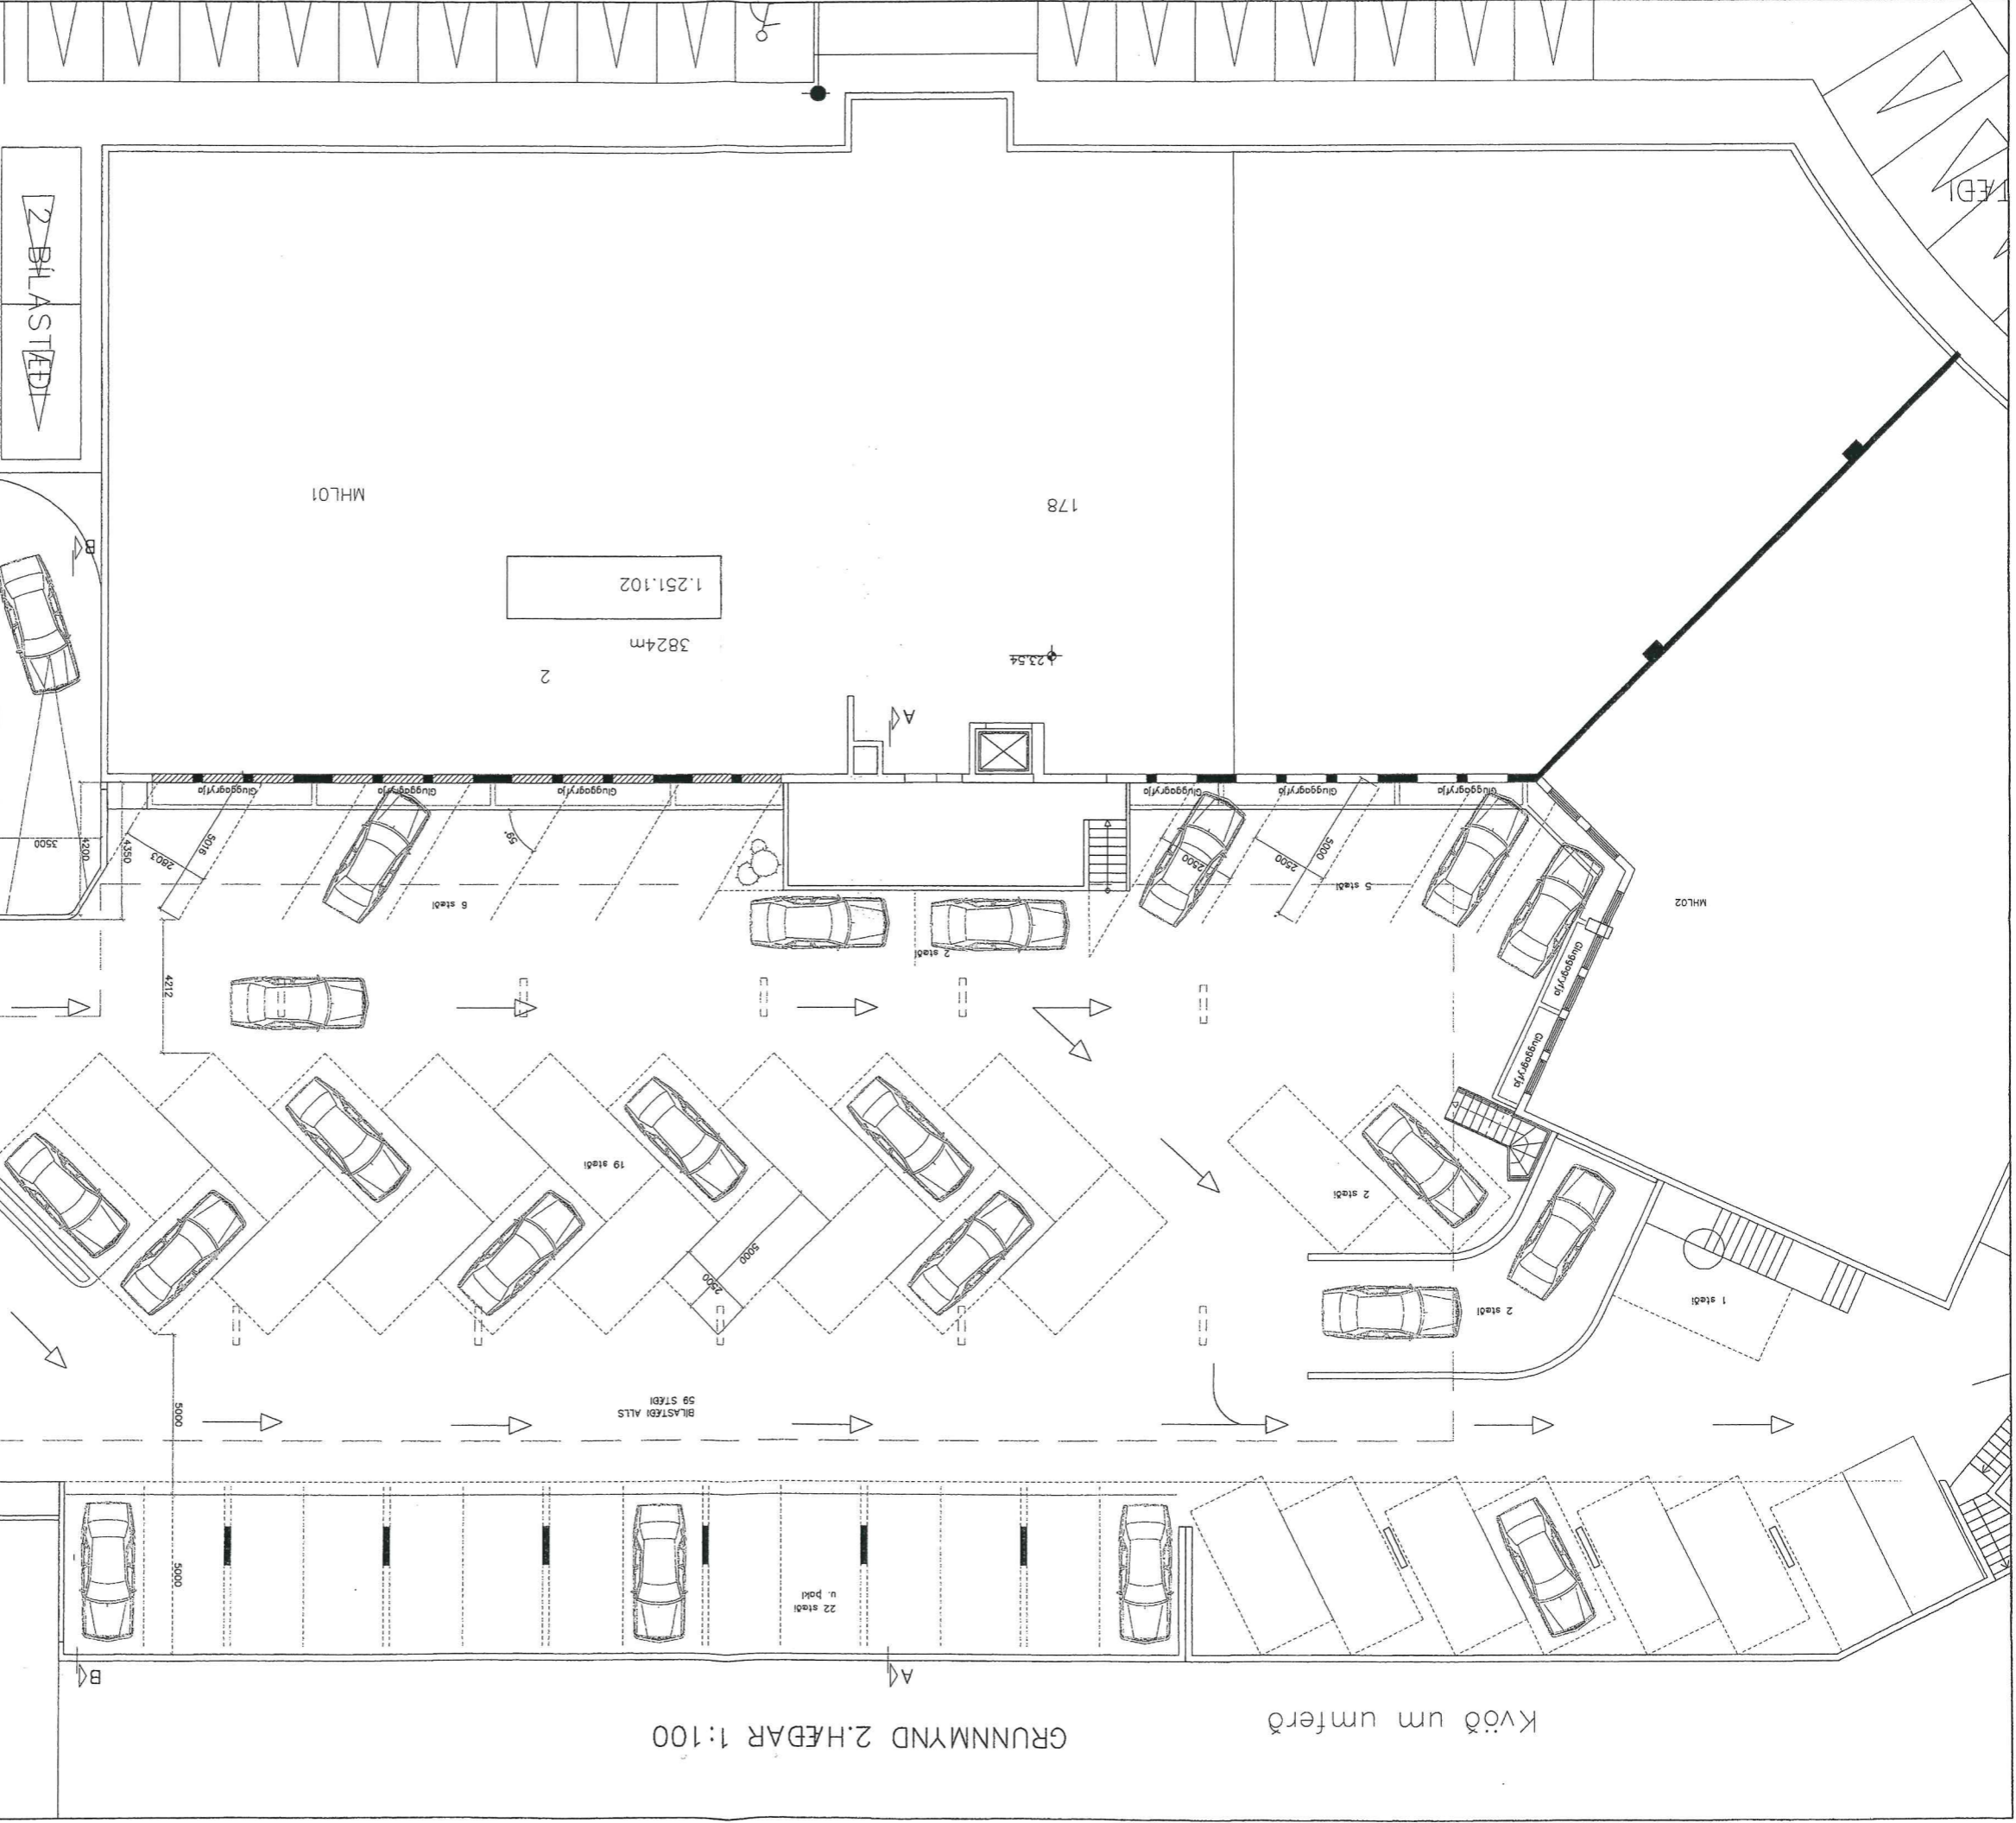 Kvöð um umferð
GRUNNMYND 2.HÆÐAR 1:100
A
B
22 stæði
u. þaki
5000
5000
BÍLASTÆÐI ALLS
59 STÆÐI
1 stæði
2 stæði
2 stæði
2500
5000
19 stæði
Gluggagryfja
Gluggagryfja
4212
2 stæði
MHL02
6 stæði
5 stæði
2803
5016
59°
2500
2500
5000
4350
4200
3500
Gluggagryfja
Gluggagryfja
Gluggagryfja
Gluggagryfja
Gluggagryfja
Gluggagryfja
A
2
23.54
3824m
1.251.102
B
178
MHL01
2 BÍLASTÆÐI
TÆÐI